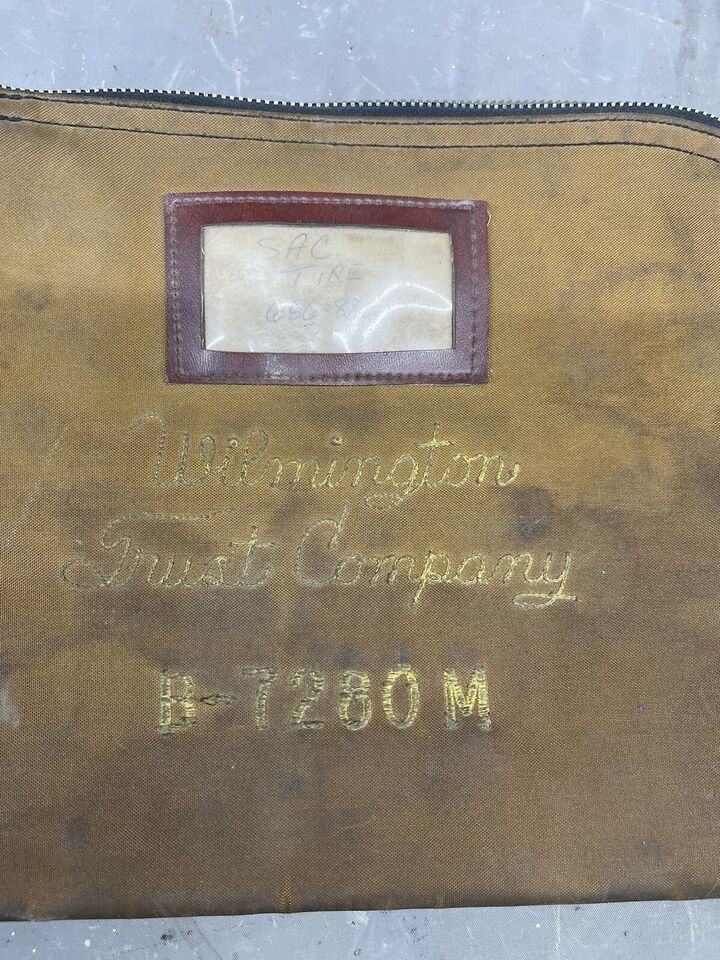 SAC
TIRE
Wilmington
Trust Company
B-7280M